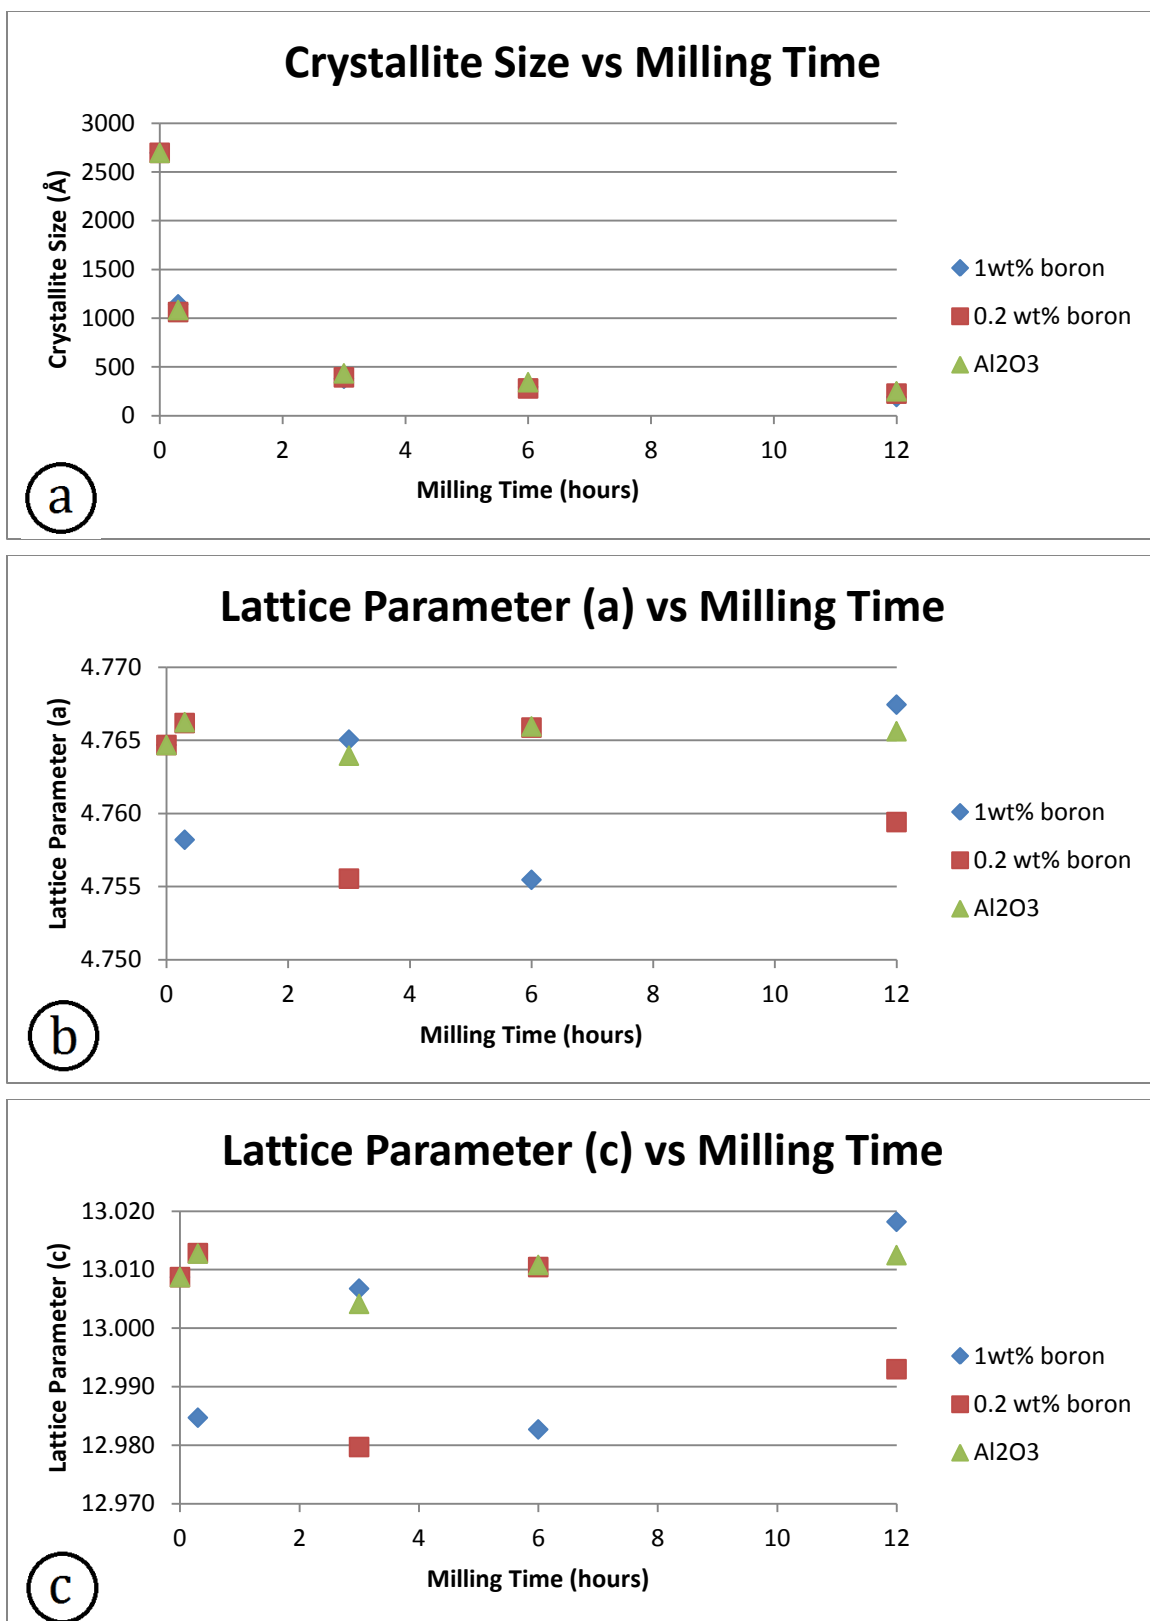 Crystallite Size vs Milling Time
3000
2500
2000
1500
1000
500
0
Crystallite Size (Å)
0 2 4 6 8 10 12
Milling Time (hours)
1wt% boron
0.2 wt% boron
Al2O3
a
Lattice Parameter (a) vs Milling Time
4.770
4.765
4.760
4.755
4.750
Lattice Parameter (a)
0 2 4 6 8 10 12
Milling Time (hours)
1wt% boron
0.2 wt% boron
Al2O3
b
Lattice Parameter (c) vs Milling Time
13.020
13.010
13.000
12.990
12.980
12.970
Lattice Parameter (c)
0 2 4 6 8 10 12
Milling Time (hours)
1wt% boron
0.2 wt% boron
Al2O3
c